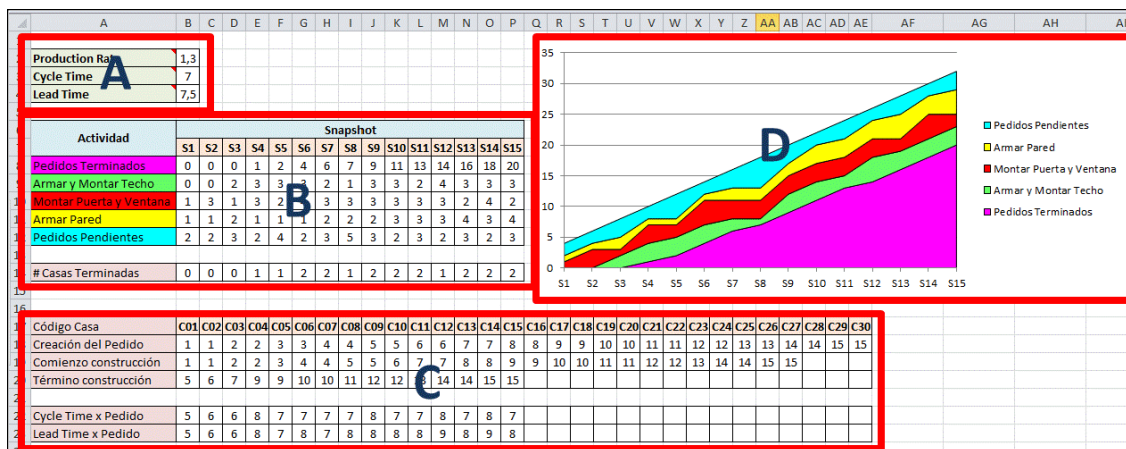 A B C D E F G H I J K L M N O P Q R S T U V W X Y Z AA AB AC AD AE AF AG AH
Production Rat 1,3
Cycle Time 7
Lead Time 7,5
A
Actividad Snapshot
S1 S2 S3 S4 S5 S6 S7 S8 S9 S10 S11 S12 S13 S14 S15
Pedidos Terminados 0 0 0 1 2 4 6 7 9 11 13 14 16 18 20
Armar y Montar Techo 0 0 2 3 3 3 2 1 3 3 2 4 3 3 3
Montar Puerta y Ventana 1 3 1 3 2 3 3 3 3 3 3 2 4 2
Armar Pared 1 1 2 1 1 1 2 2 2 3 3 3 4 3 4
Pedidos Pendientes 2 2 3 2 4 2 3 5 3 2 3 2 3 2 3
B
# Casas Terminadas 0 0 0 1 1 2 2 1 2 2 2 1 2 2 2
35
30
25
20
15
10
5
0
S1 S2 S3 S4 S5 S6 S7 S8 S9 S10 S11 S12 S13 S14 S15
D
Pedidos Pendientes
Armar Pared
Montar Puerta y Ventana
Armar y Montar Techo
Pedidos Terminados
Código Casa C01 C02 C03 C04 C05 C06 C07 C08 C09 C10 C11 C12 C13 C14 C15 C16 C17 C18 C19 C20 C21 C22 C23 C24 C25 C26 C27 C28 C29 C30
Creación del Pedido 1 1 2 2 3 3 4 4 5 5 6 6 7 7 8 8 9 9 10 10 11 11 12 12 13 13 14 14 15 15
Comienzo construcción 1 1 2 2 3 4 4 5 5 6 7 7 8 8 9 9 10 10 11 11 12 12 13 14 14 15 15
Término construcción 5 6 7 9 9 10 10 11 12 12 13 14 14 15 15
C
Cycle Time x Pedido 5 6 6 8 7 7 7 7 8 7 7 8 7 8 7
Lead Time x Pedido 5 6 6 8 7 8 7 8 8 8 8 9 8 9 8